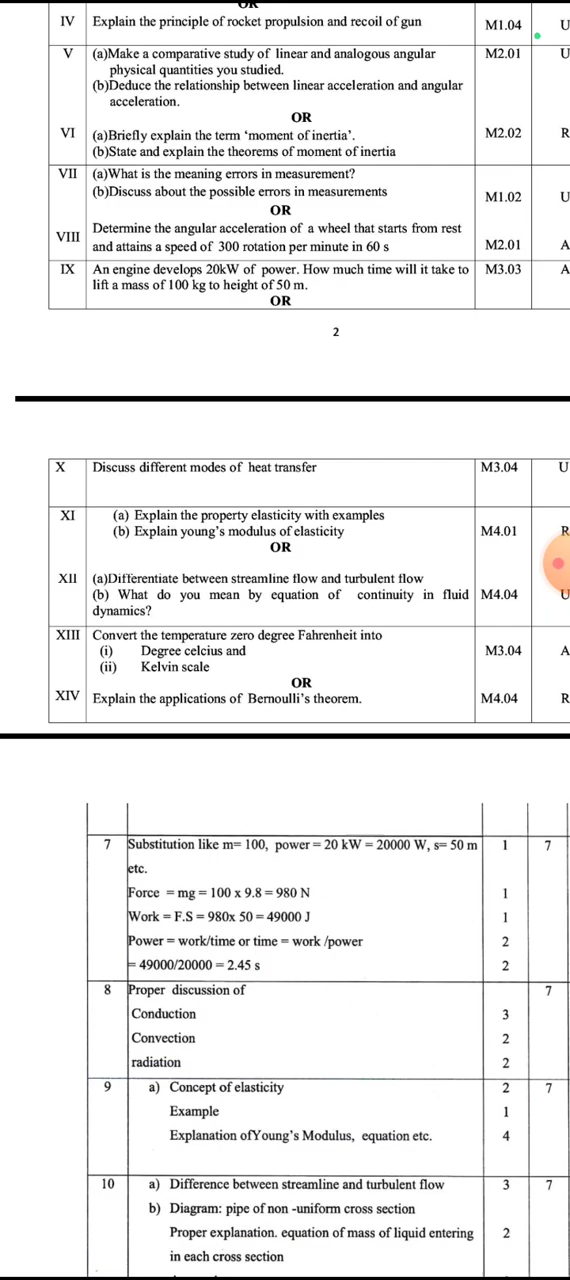 OR
IV Explain the principle of rocket propulsion and recoil of gun M1.04 U
V (a)Make a comparative study of linear and analogous angular M2.01 U
physical quantities you studied.
(b)Deduce the relationship between linear acceleration and angular
acceleration.
OR
VI (a)Briefly explain the term ‘moment of inertia’. M2.02 R
(b)State and explain the theorems of moment of inertia
VII (a)What is the meaning errors in measurement?
(b)Discuss about the possible errors in measurements M1.02 U
OR
VIII Determine the angular acceleration of a wheel that starts from rest
and attains a speed of 300 rotation per minute in 60 s M2.01 A
IX An engine develops 20kW of power. How much time will it take to M3.03 A
lift a mass of 100 kg to height of 50 m.
OR
2
X Discuss different modes of heat transfer M3.04 U
XI (a) Explain the property elasticity with examples
(b) Explain young’s modulus of elasticity M4.01 R
OR
XII (a)Differentiate between streamline flow and turbulent flow
(b) What do you mean by equation of continuity in fluid M4.04 U
dynamics?
XIII Convert the temperature zero degree Fahrenheit into
(i) Degree celcius and M3.04 A
(ii) Kelvin scale
OR
XIV Explain the applications of Bernoulli’s theorem. M4.04 R
7 Substitution like m= 100, power = 20 kW = 20000 W, s= 50 m 1 7
etc.
Force = mg = 100 x 9.8 = 980 N 1
Work = F.S = 980x 50 = 49000 J 1
Power = work/time or time = work /power 2
= 49000/20000 = 2.45 s 2
8 Proper discussion of 7
Conduction 3
Convection 2
radiation 2
9 a) Concept of elasticity 2 7
Example 1
Explanation ofYoung’s Modulus, equation etc. 4
10 a) Difference between streamline and turbulent flow 3 7
b) Diagram: pipe of non -uniform cross section
Proper explanation. equation of mass of liquid entering 2
in each cross section